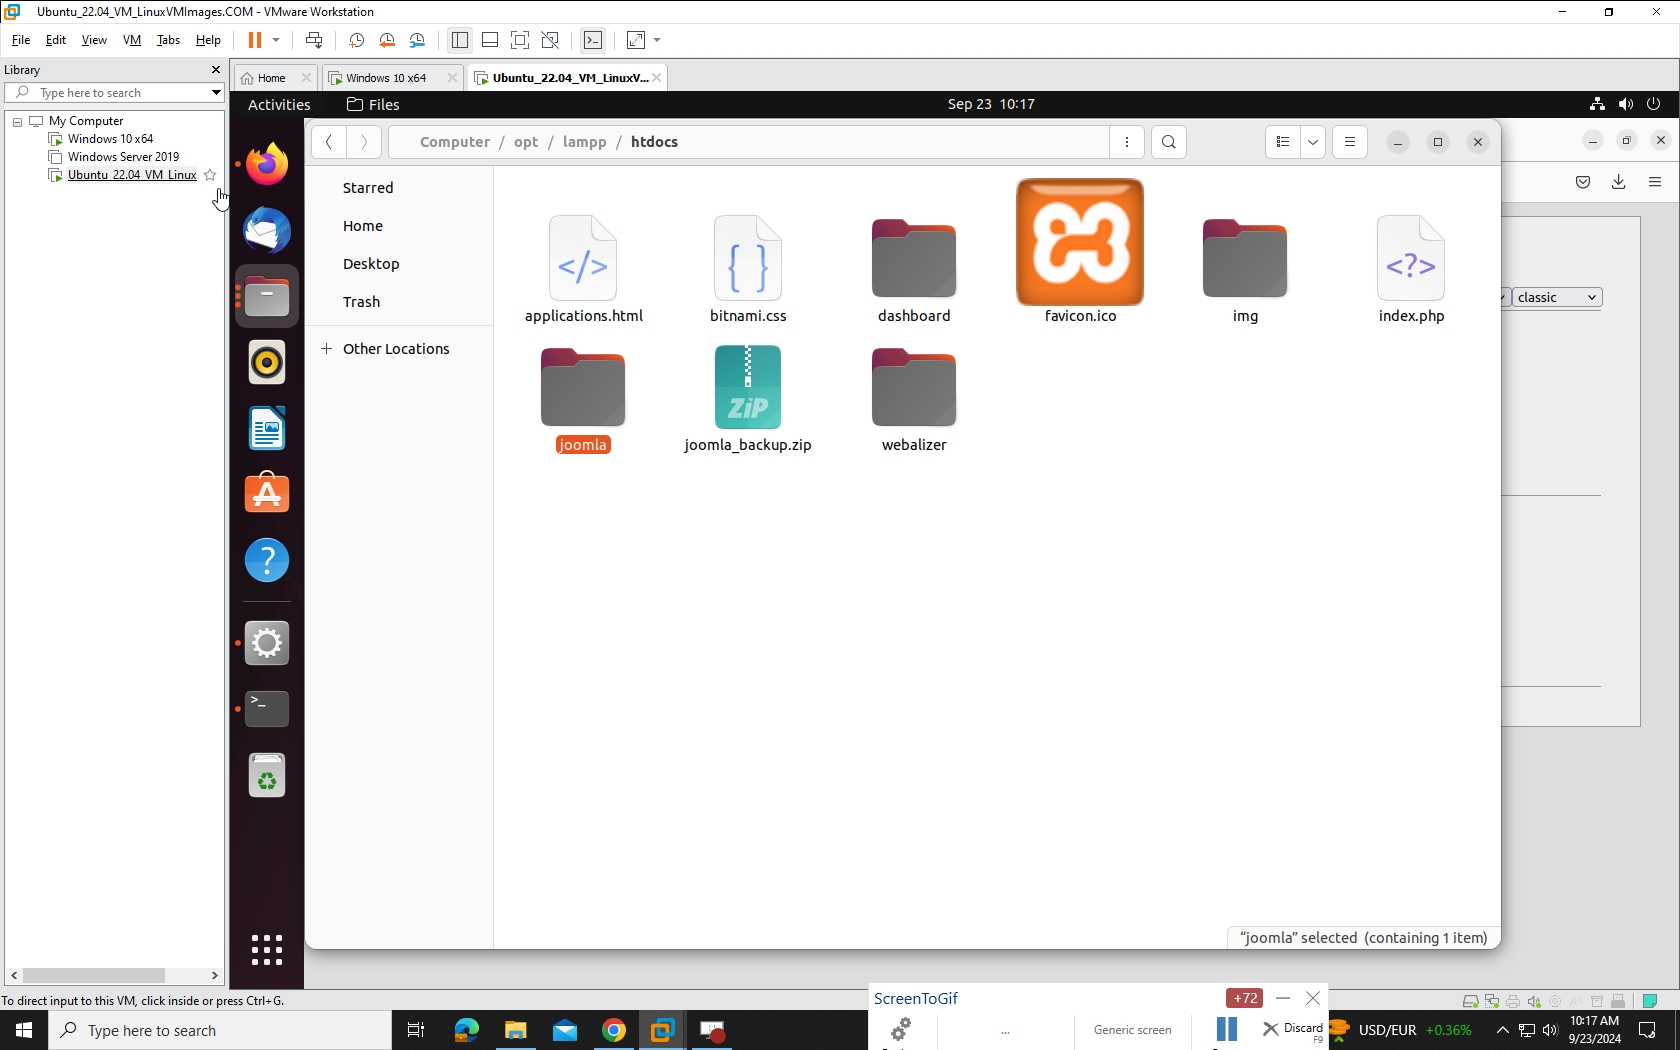 Ubuntu_22.04_VM_LinuxVMImages.COM - VMware Workstation
File Edit View VM Tabs Help
Library
Type here to search
Home
Windows 10 x64
Ubuntu_22.04_VM_LinuxV...
My Computer
Windows 10 x64
Windows Server 2019
Ubuntu_22.04_VM_Linux
Activities
Files
Sep 23 10:17
Computer / opt / lampp / htdocs
Starred
Home
Desktop
Trash
+ Other Locations
classic
applications.html
bitnami.css
dashboard
favicon.ico
img
index.php
joomla
ZiP
joomla_backup.zip
webalizer
"joomla" selected (containing 1 item)
To direct input to this VM, click inside or press Ctrl+G.
ScreenToGif
+72
...
Generic screen
Discard
F9
Type here to search
USD/EUR +0.36%
10:17 AM
9/23/2024